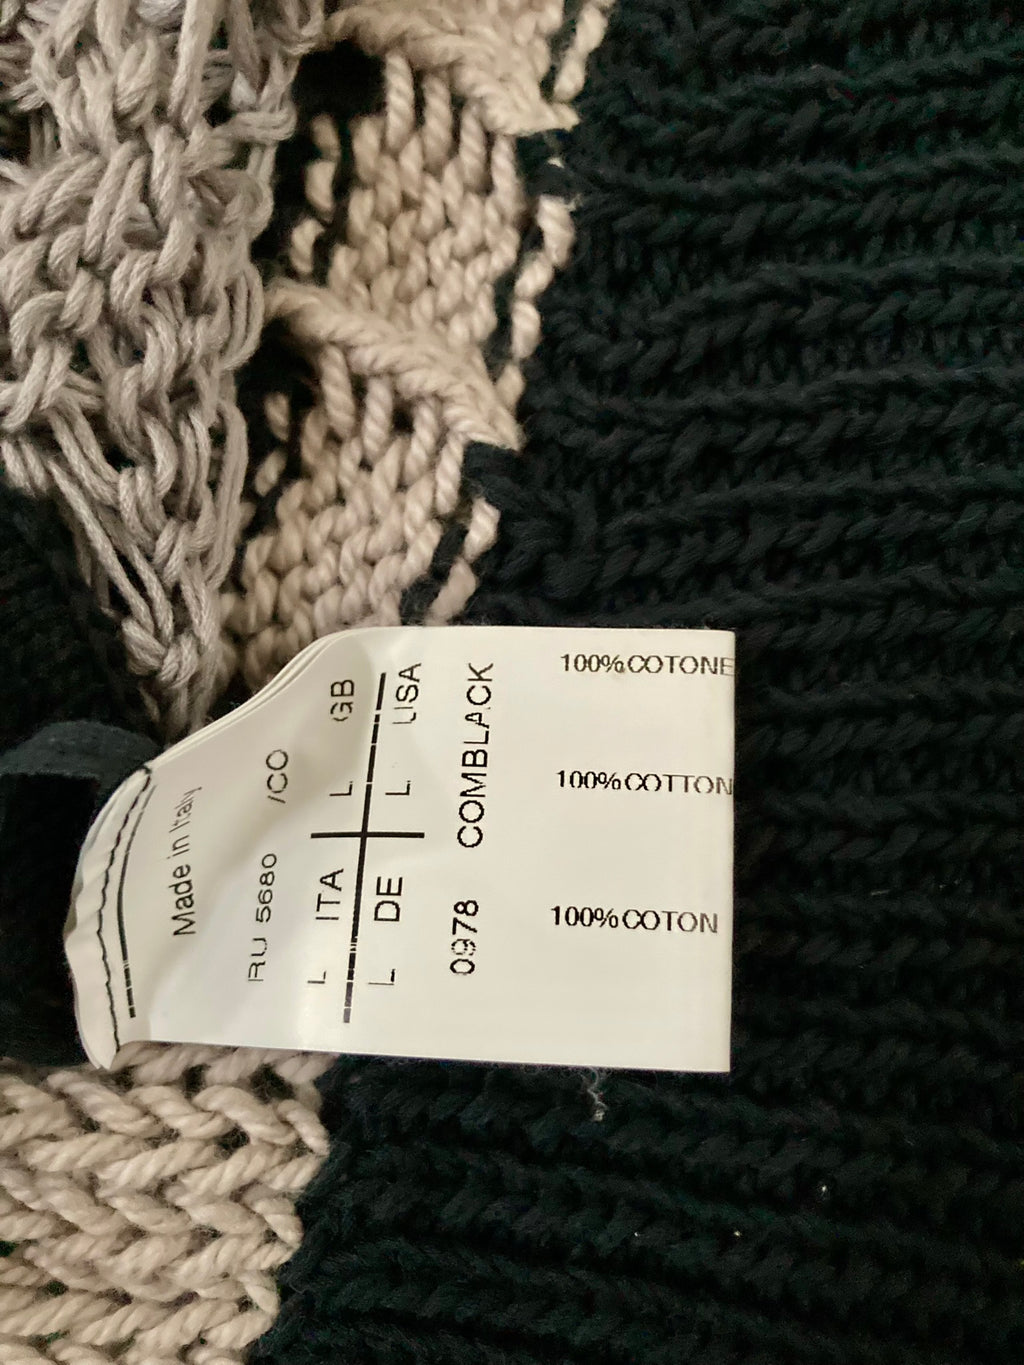 Made in Italy
RU 5680 /CO
L ITA L GB
L DE L USA
0978 COMBLACK
100%COTONE
100%COTTON
100%COTON